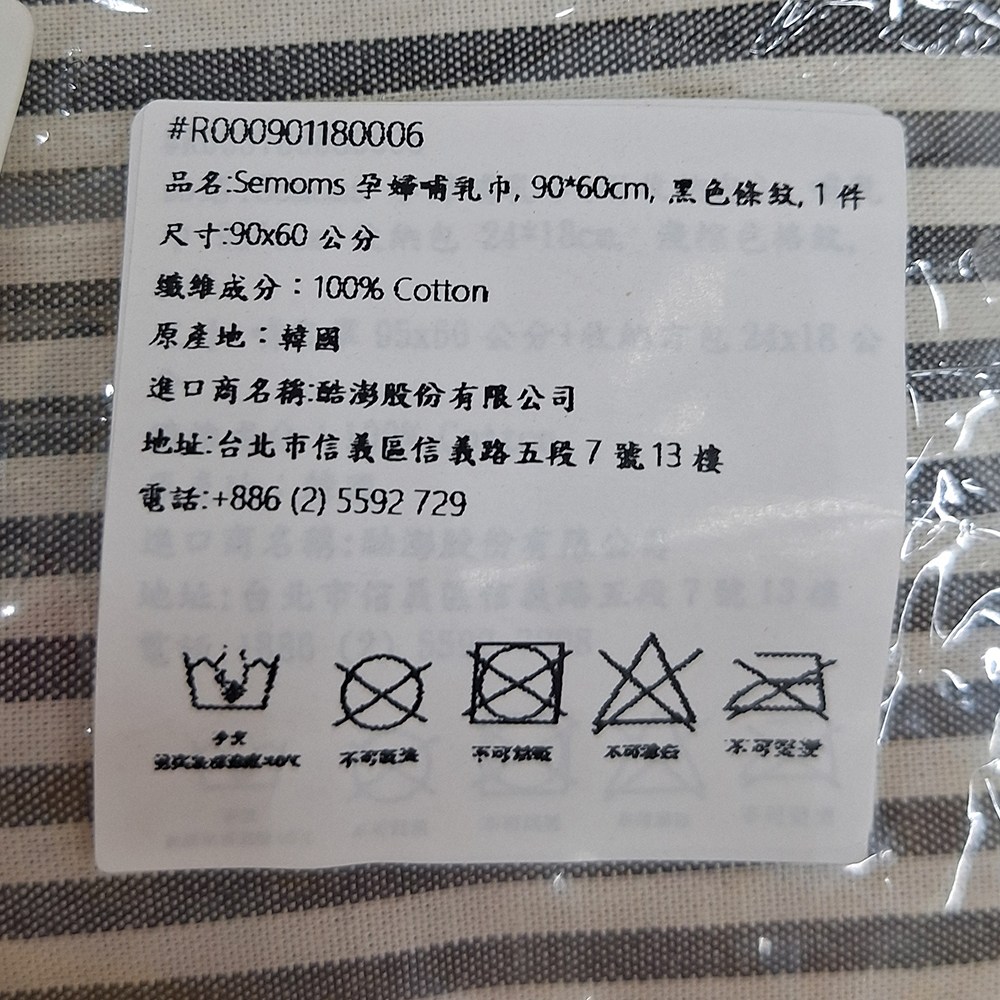 #R000901180006
品名:Semoms 孕婦哺乳巾, 90*60cm, 黑色條紋, 1 件
尺寸:90x60 公分
纖維成分：100% Cotton
原產地：韓國
進口商名稱:酷澎股份有限公司
地址:台北市信義區信義路五段 7 號 13 樓
電話:+886 (2) 5592 729
手洗
不可乾洗 不可烘乾 不可漂白 不可熨燙